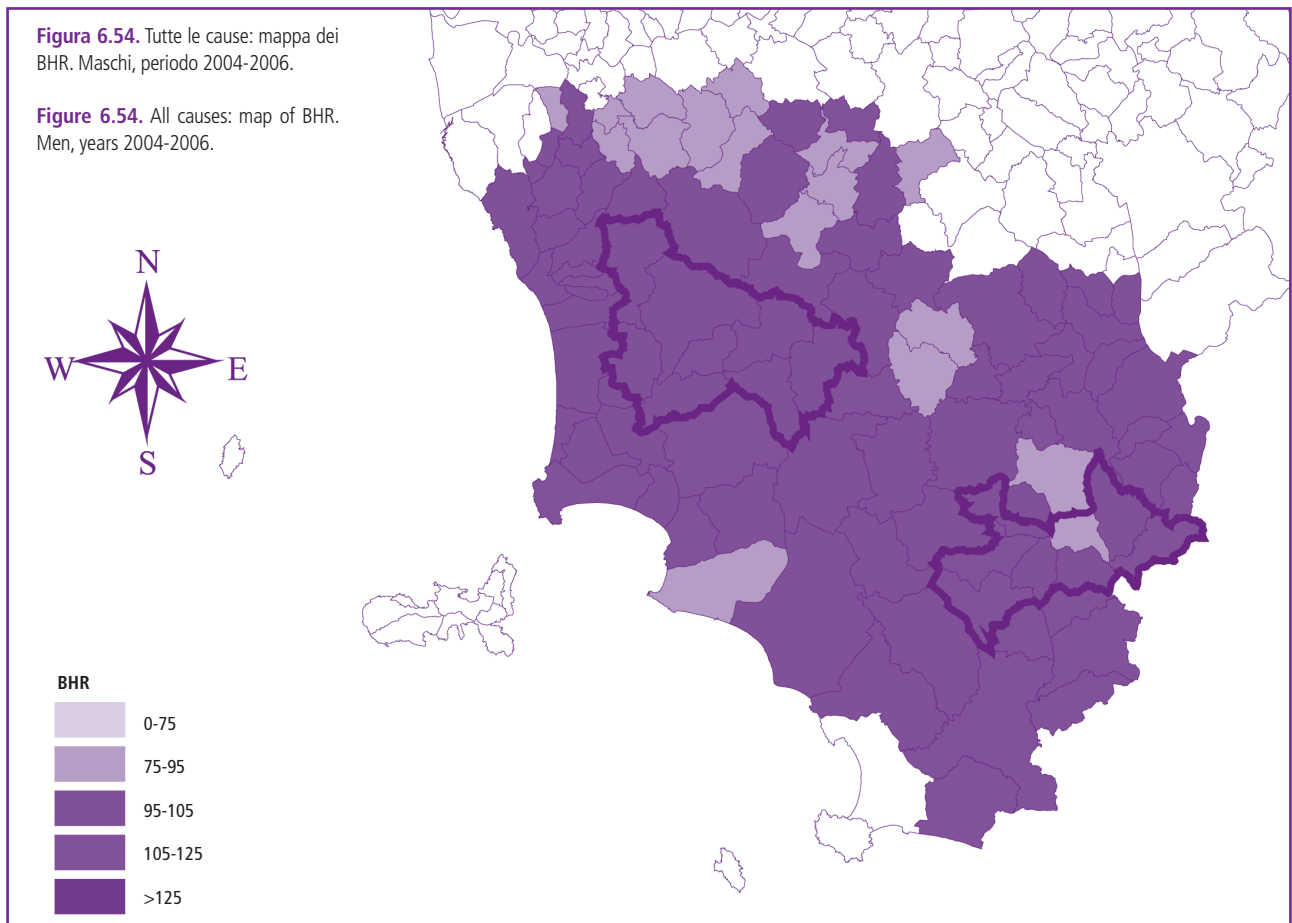 Figura 6.54. Tutte le cause: mappa dei
BHR. Maschi, periodo 2004-2006.
Figure 6.54. All causes: map of BHR.
Men, years 2004-2006.
N
W
E
S
BHR
0-75
75-95
95-105
105-125
>125